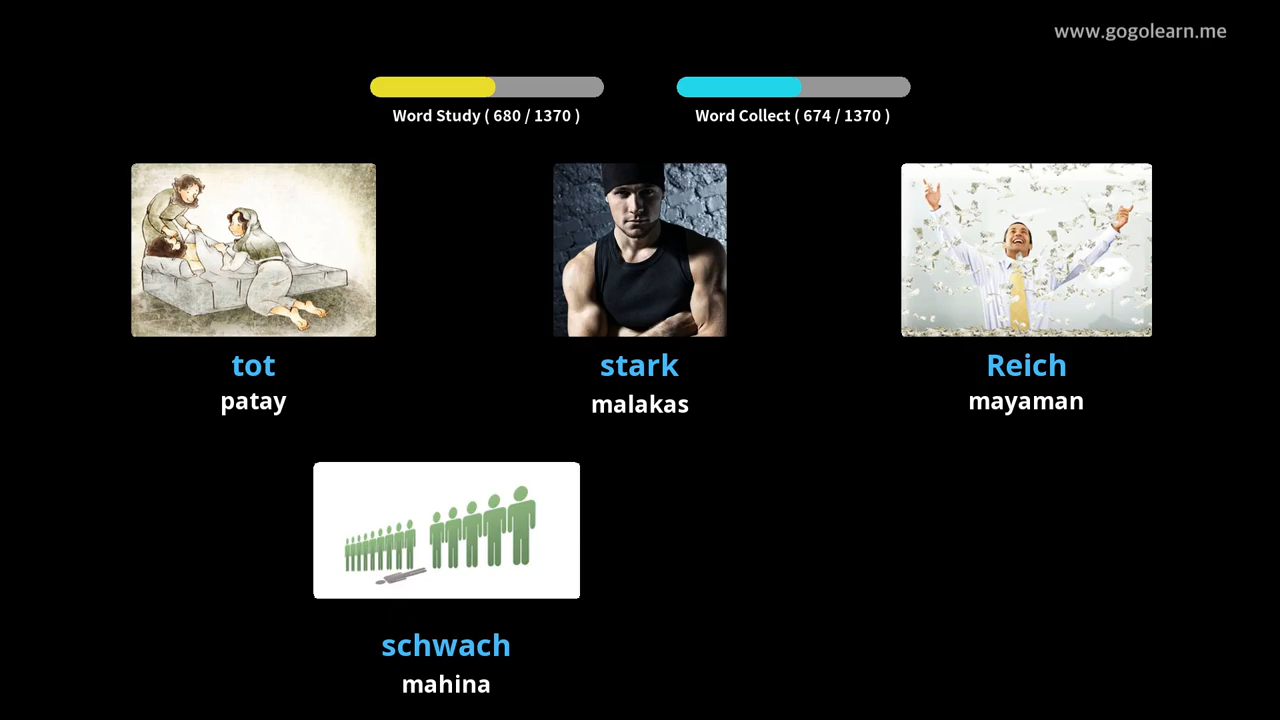 www.gogolearn.me
Word Study ( 680 / 1370 )
Word Collect ( 674 / 1370 )
tot
patay
stark
malakas
Reich
mayaman
schwach
mahina